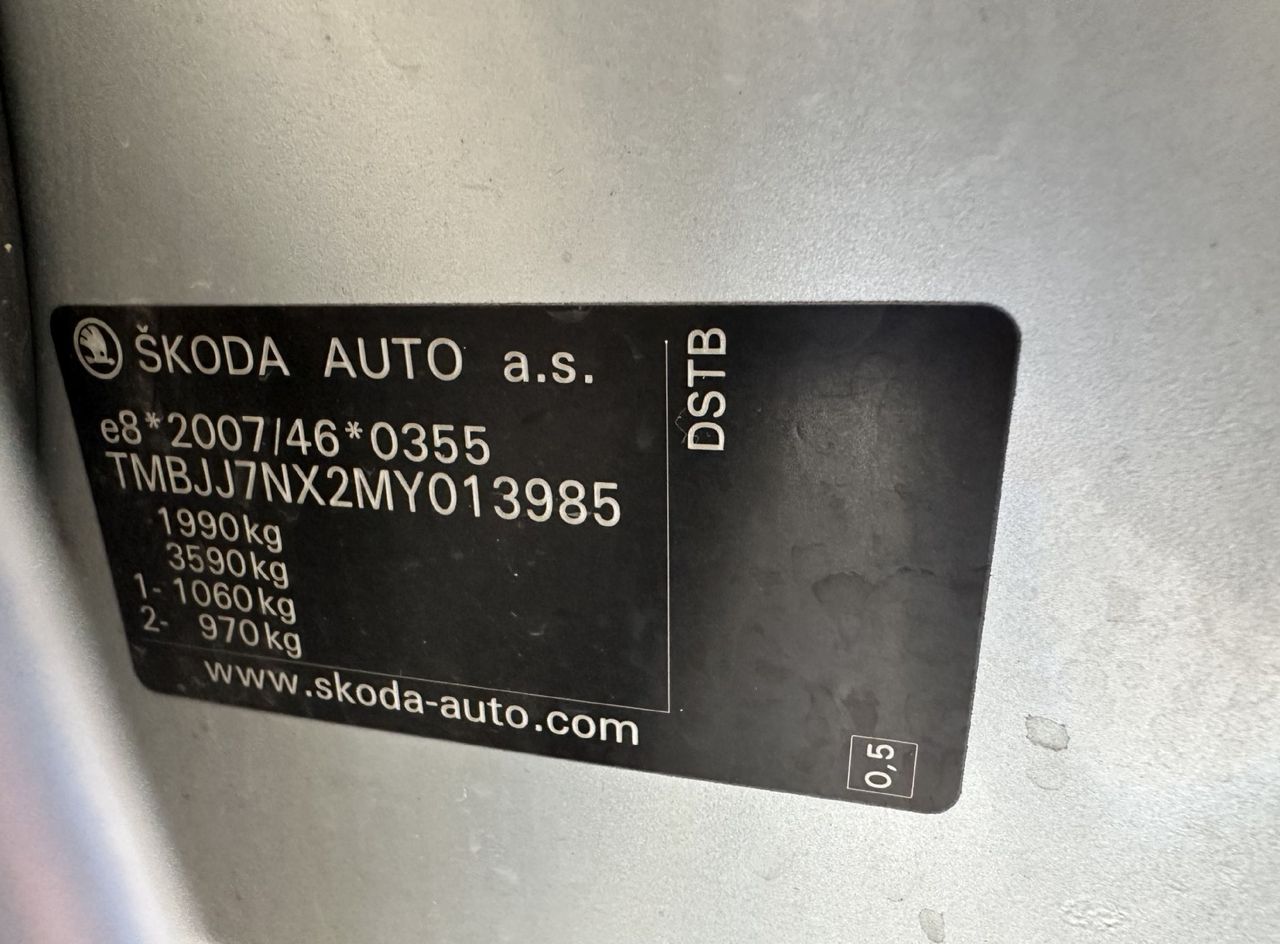 ŠKODA AUTO a.s.
e8*2007/46*0355
TMBJJ7NX2MY013985
1990kg
3590kg
1- 1060kg
2- 970kg
www.skoda-auto.com
DSTB
0,5